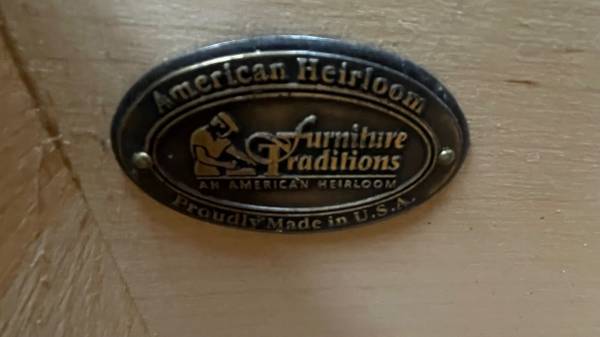 American Heirloom
Furniture
Traditions
AN AMERICAN HEIRLOOM
Proudly Made in U.S.A.